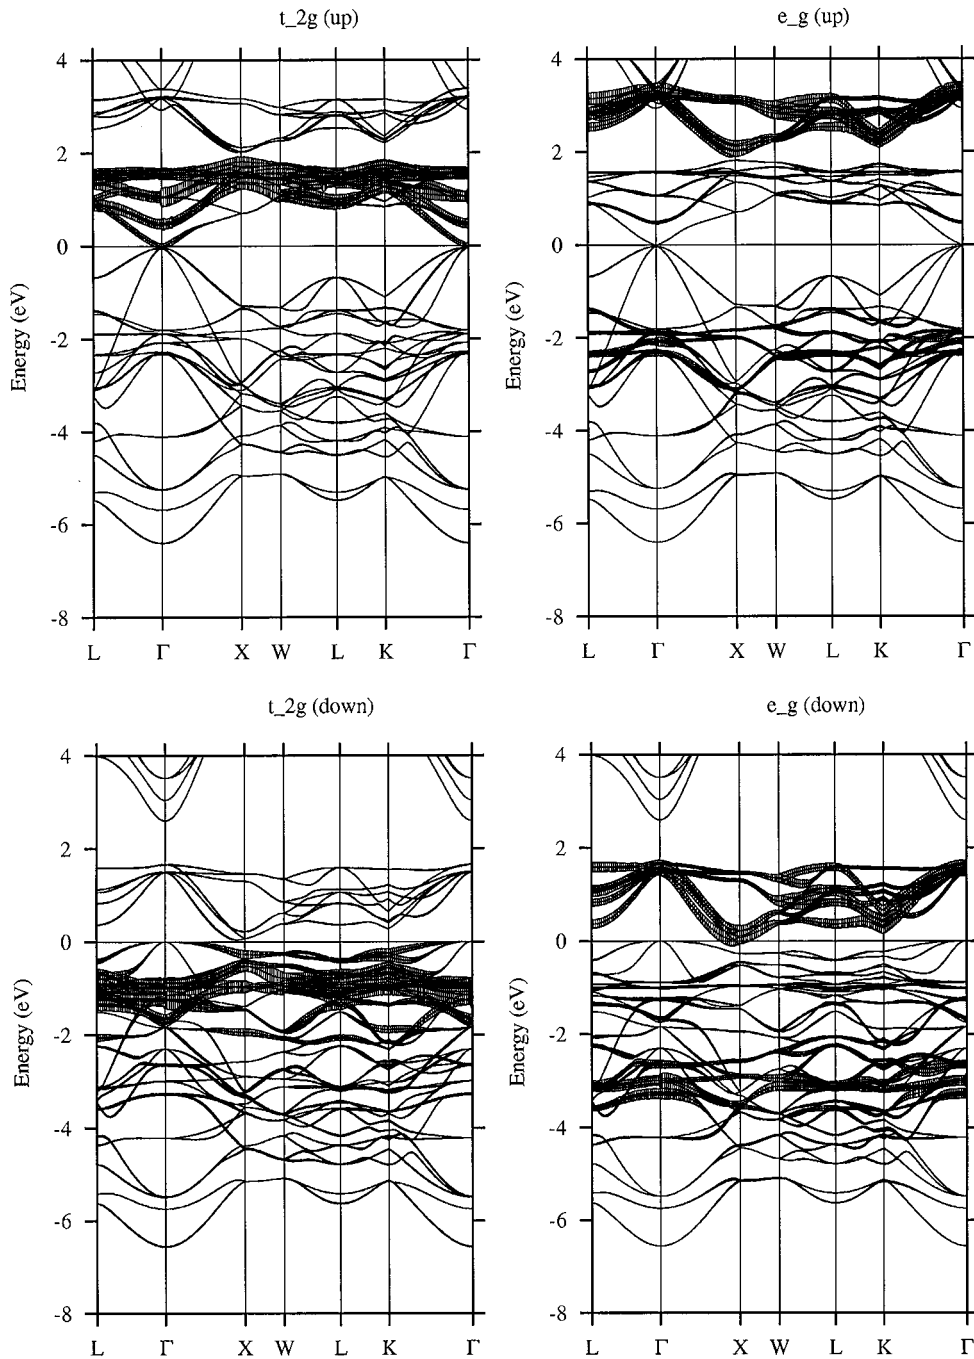 t_2g (up)
4
2
0
-2
-4
-6
-8
Energy (eV)
L Γ X W L K Γ
e_g (up)
4
2
0
-2
-4
-6
-8
Energy (eV)
L Γ X W L K Γ
t_2g (down)
4
2
0
-2
-4
-6
-8
Energy (eV)
L Γ X W L K Γ
e_g (down)
4
2
0
-2
-4
-6
-8
Energy (eV)
L Γ X W L K Γ